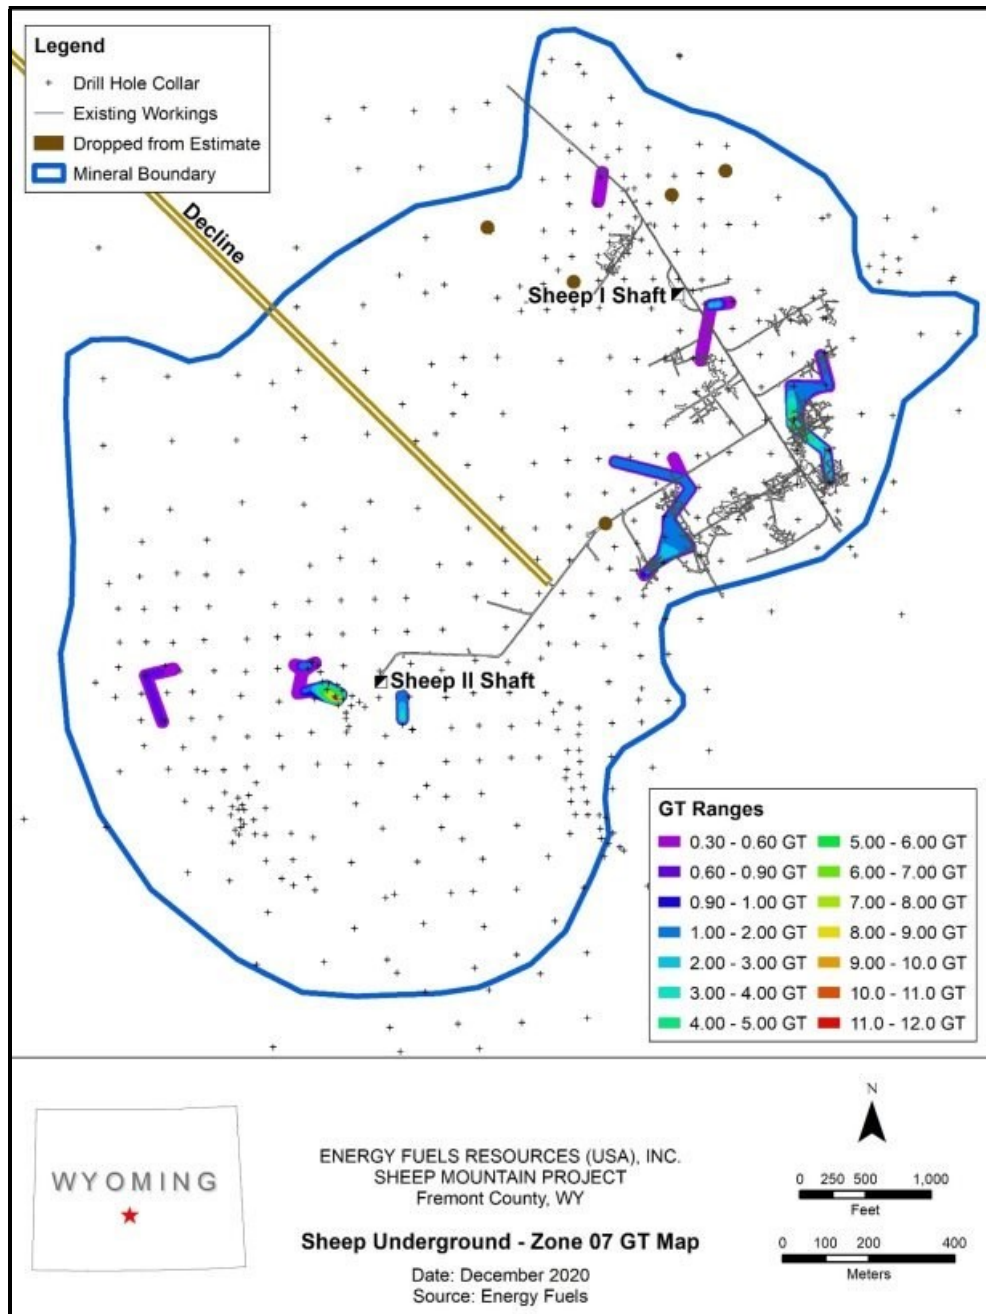 Legend
Drill Hole Collar
Existing Workings
Dropped from Estimate
Mineral Boundary
Decline
Sheep I Shaft
Sheep II Shaft
GT Ranges
0.30 - 0.60 GT
0.60 - 0.90 GT
0.90 - 1.00 GT
1.00 - 2.00 GT
2.00 - 3.00 GT
3.00 - 4.00 GT
4.00 - 5.00 GT
5.00 - 6.00 GT
6.00 - 7.00 GT
7.00 - 8.00 GT
8.00 - 9.00 GT
9.00 - 10.0 GT
10.0 - 11.0 GT
11.0 - 12.0 GT
WYOMING
ENERGY FUELS RESOURCES (USA), INC.
SHEEP MOUNTAIN PROJECT
Fremont County, WY
Sheep Underground - Zone 07 GT Map
Date: December 2020
Source: Energy Fuels
N
0 250 500 1,000
Feet
0 100 200 400
Meters